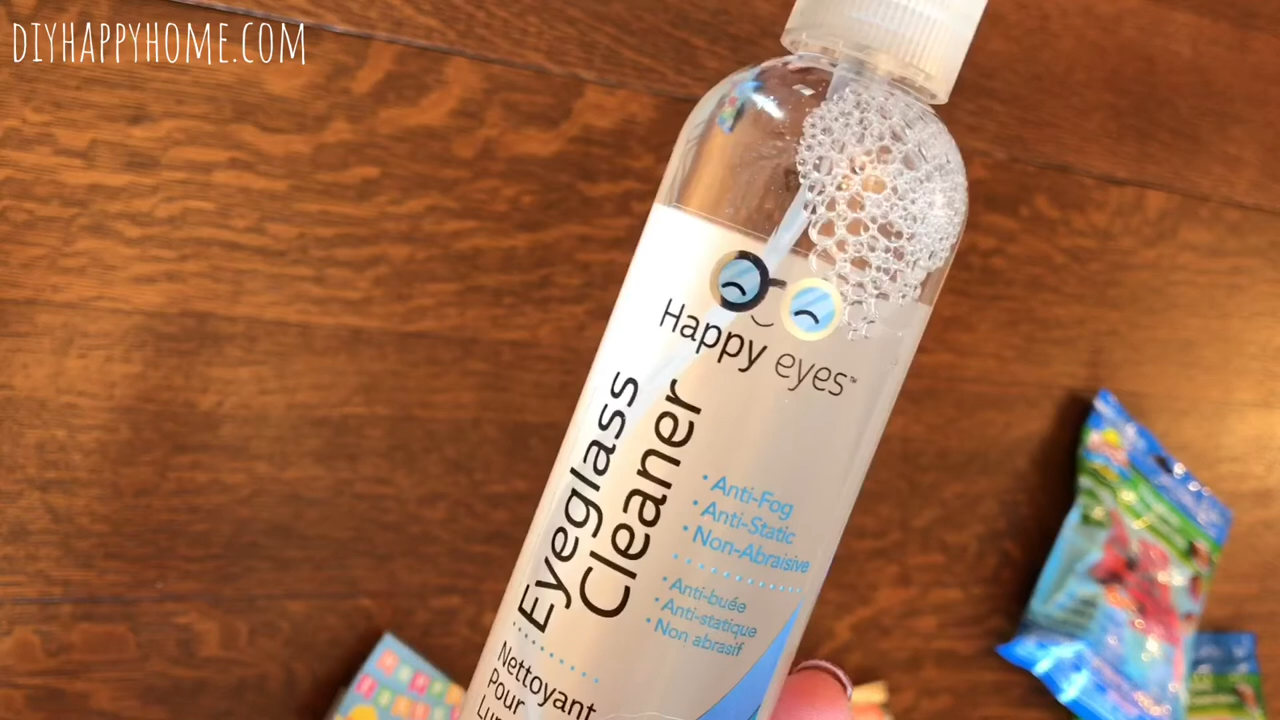 DIYHAPPYHOME.COM
Happy eyes™
Eyeglass
Cleaner
• Anti-Fog
• Anti-Static
• Non-Abraisive
• Anti-buée
• Anti-statique
• Non abrasif
Nettoyant
Pour